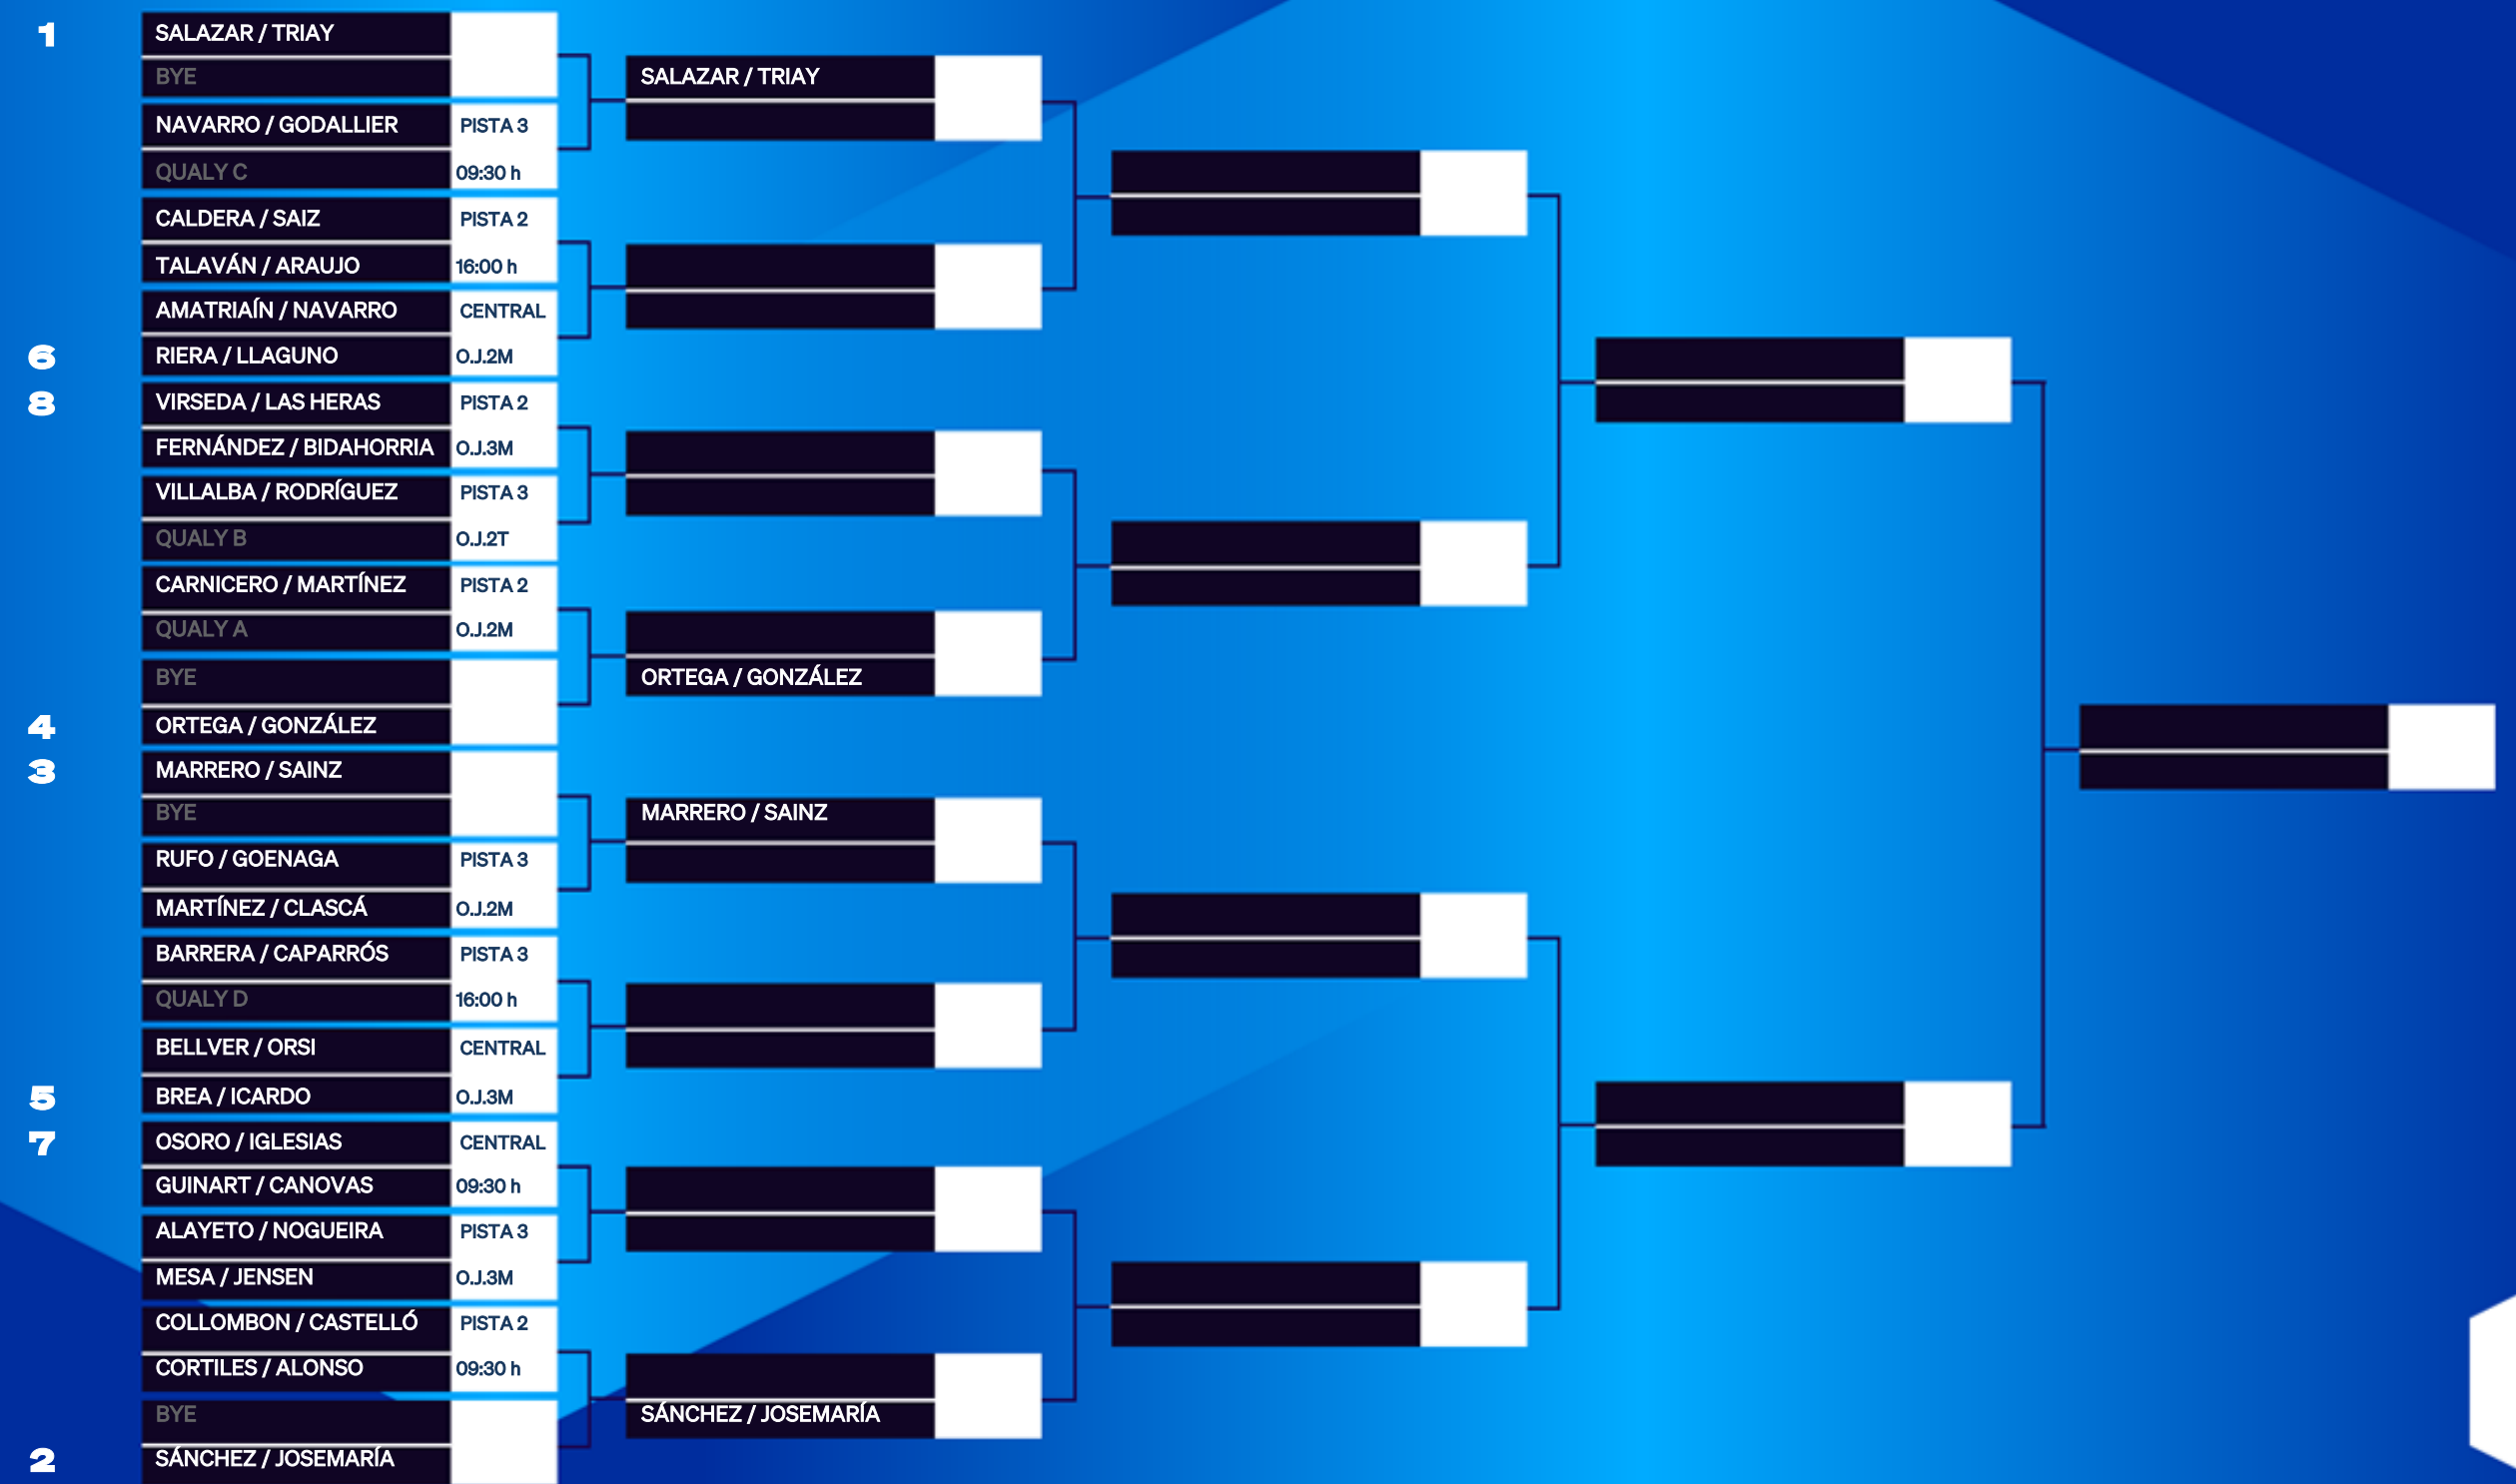 1
SALAZAR / TRIAY
BYE
SALAZAR / TRIAY
NAVARRO / GODALLIER PISTA 3
QUALY C 09:30 h
CALDERA / SAIZ PISTA 2
TALAVÁN / ARAUJO 16:00 h
AMATRIAÍN / NAVARRO CENTRAL
6 RIERA / LLAGUNO O.J.2M
8 VIRSEDA / LAS HERAS PISTA 2
FERNÁNDEZ / BIDAHORRIA O.J.3M
VILLALBA / RODRÍGUEZ PISTA 3
QUALY B O.J.2T
CARNICERO / MARTÍNEZ PISTA 2
QUALY A O.J.2M
BYE
ORTEGA / GONZÁLEZ
4 ORTEGA / GONZÁLEZ
3 MARRERO / SAINZ
BYE
MARRERO / SAINZ
RUFO / GOENAGA PISTA 3
MARTÍNEZ / CLASCÁ O.J.2M
BARRERA / CAPARRÓS PISTA 3
QUALY D 16:00 h
BELLVER / ORSI CENTRAL
5 BREA / ICARDO O.J.3M
7 OSORO / IGLESIAS CENTRAL
GUINART / CANOVAS 09:30 h
ALAYETO / NOGUEIRA PISTA 3
MESA / JENSEN O.J.3M
COLLOMBON / CASTELLÓ PISTA 2
CORTILES / ALONSO 09:30 h
BYE
SÁNCHEZ / JOSEMARÍA
2 SÁNCHEZ / JOSEMARÍA